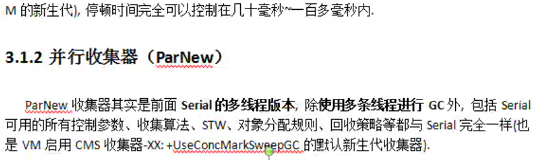 M 的新生代), 停顿时间完全可以控制在几十毫秒~一百多毫秒内.
3.1.2 并行收集器（ParNew）
ParNew 收集器其实是前面 Serial 的多线程版本, 除使用多条线程进行 GC 外, 包括 Serial
可用的所有控制参数、收集算法、STW、对象分配规则、回收策略等都与 Serial 完全一样(也
是 VM 启用 CMS 收集器-XX: +UseConcMarkSweepGC 的默认新生代收集器).